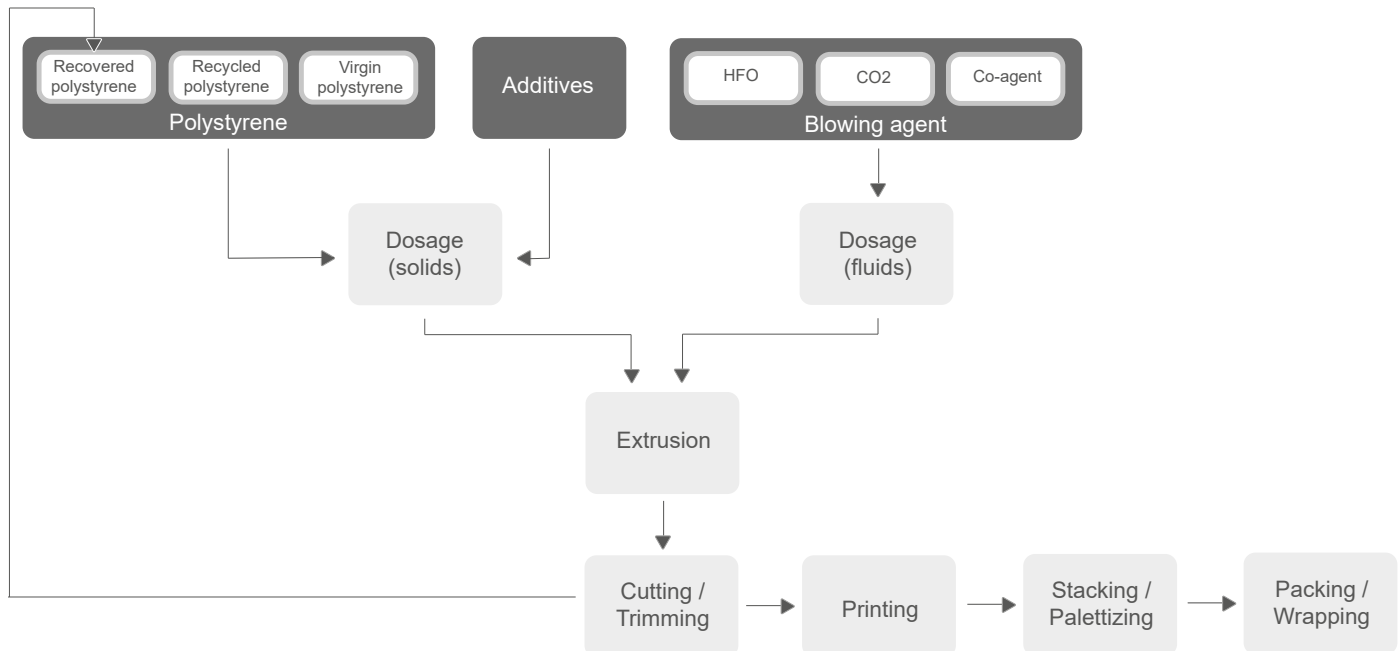 Recovered
polystyrene
Recycled
polystyrene
Virgin
polystyrene
Polystyrene
Additives
HFO
CO2
Co-agent
Blowing agent
Dosage
(solids)
Dosage
(fluids)
Extrusion
Cutting /
Trimming
Printing
Stacking /
Palettizing
Packing /
Wrapping